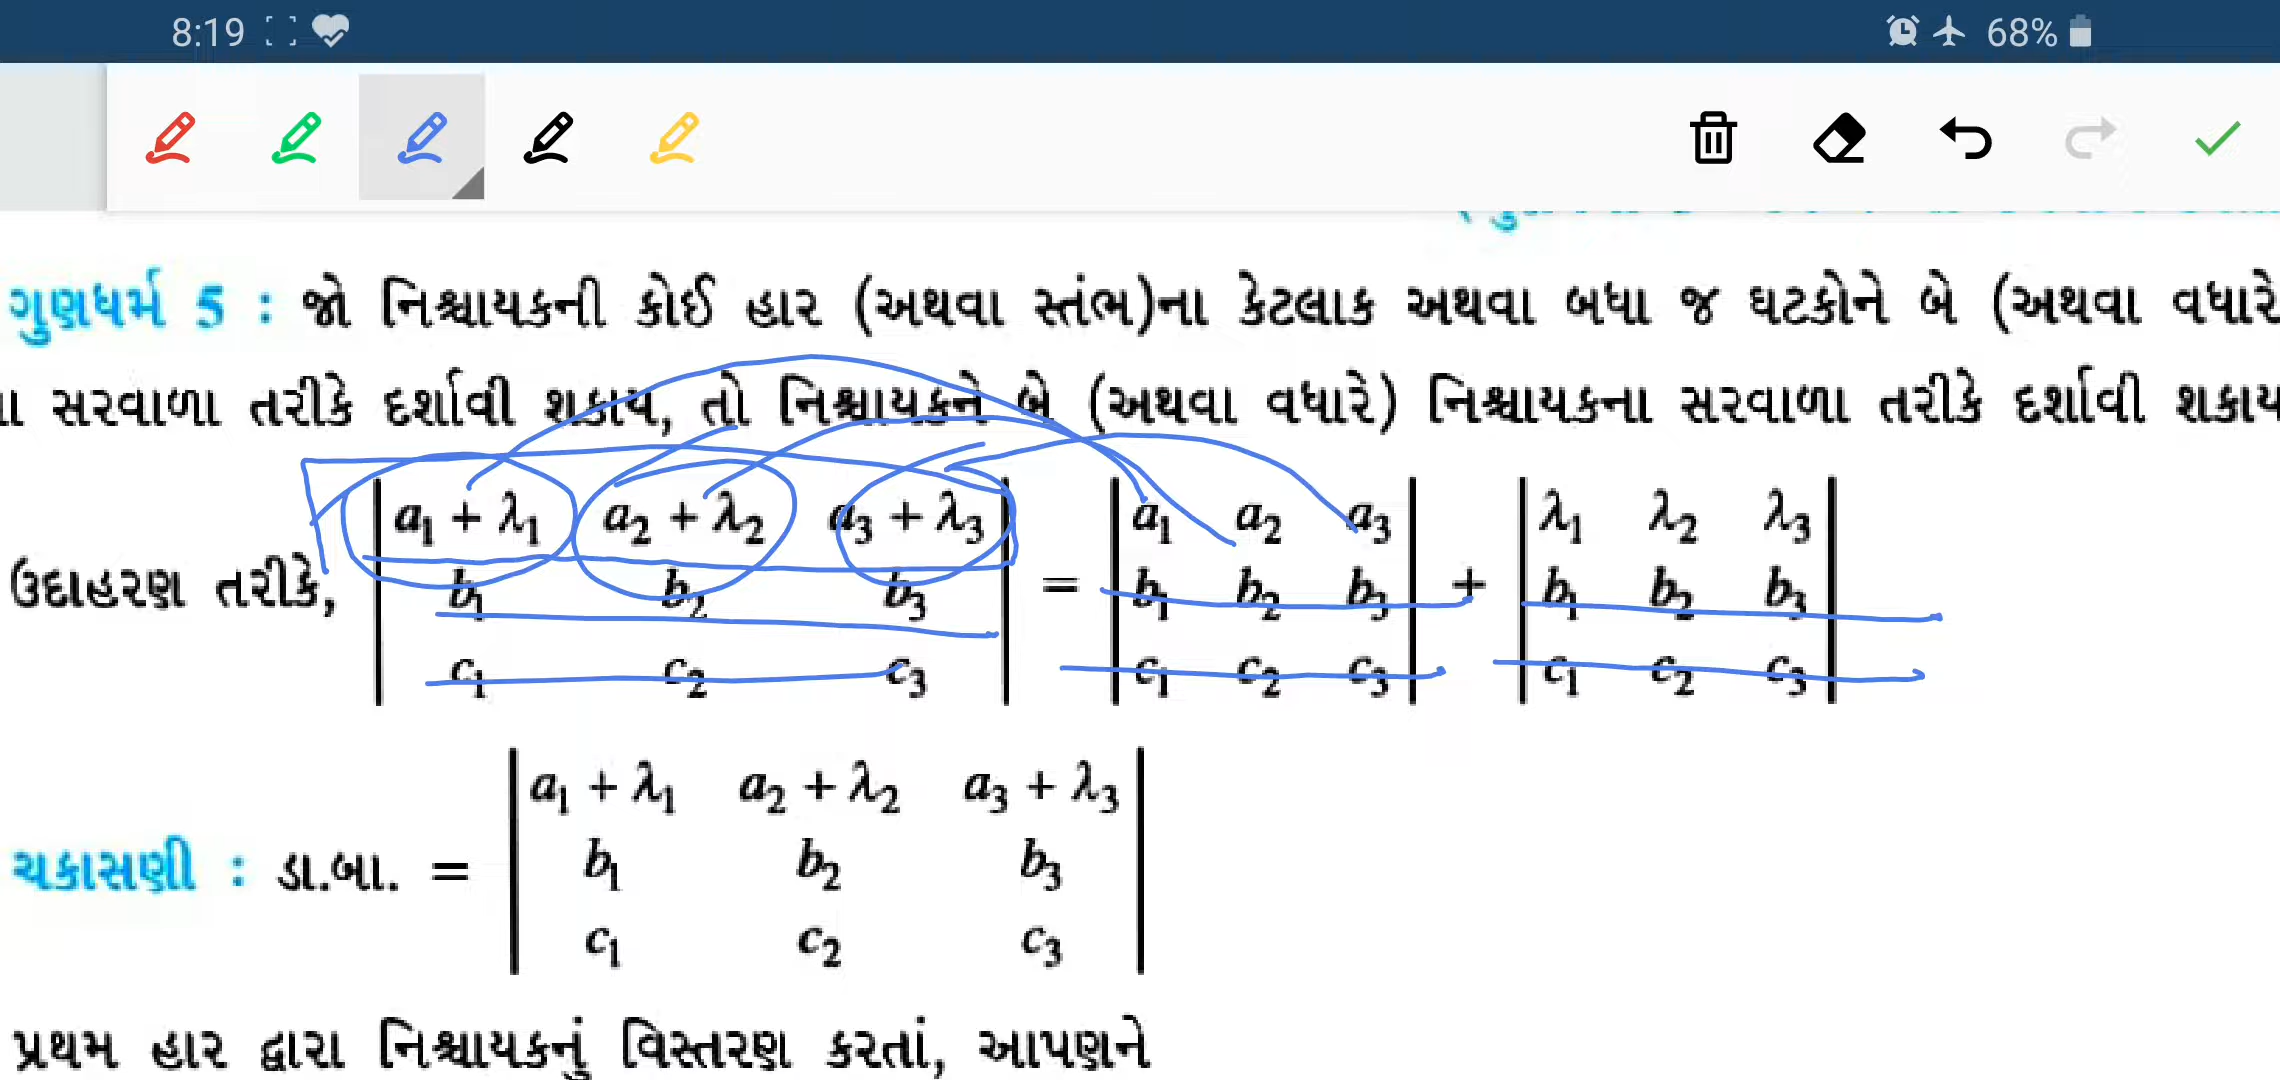 8:19 68%
ગુણધર્મ 5 : જો નિશ્ચાયકની કોઈ હાર (અથવા સ્તંભ)ના કેટલાક અથવા બધા જ ઘટકોને બે (અથવા વધારે
સરવાળા તરીકે દર્શાવી શકાય, તો નિશ્ચાયકને બે (અથવા વધારે) નિશ્ચાયકના સરવાળા તરીકે દર્શાવી શકાય
a₁ + λ₁ a₂ + λ₂ a₃ + λ₃ a₁ a₂ a₃ λ₁ λ₂ λ₃
ઉદાહરણ તરીકે, b₁ b₂ b₃ = b₁ b₂ b₃ + b₁ b₂ b₃
c₁ c₂ c₃ c₁ c₂ c₃ c₁ c₂ c₃
a₁ + λ₁ a₂ + λ₂ a₃ + λ₃
ચકાસણી : ડા.બા. = b₁ b₂ b₃
c₁ c₂ c₃
પ્રથમ હાર દ્વારા નિશ્ચાયકનું વિસ્તરણ કરતાં, આપણને